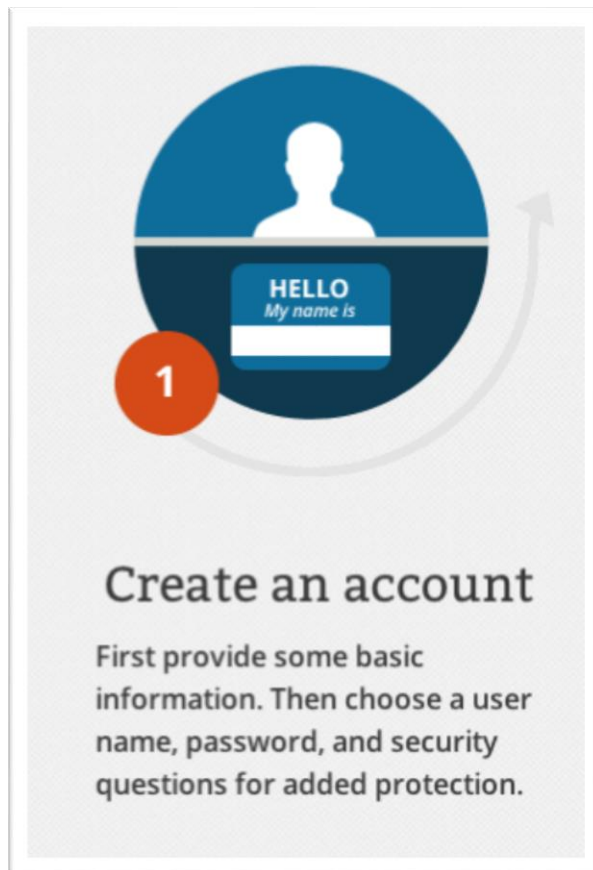 HELLO
My name is
1
Create an account
First provide some basic
information. Then choose a user
name, password, and security
questions for added protection.